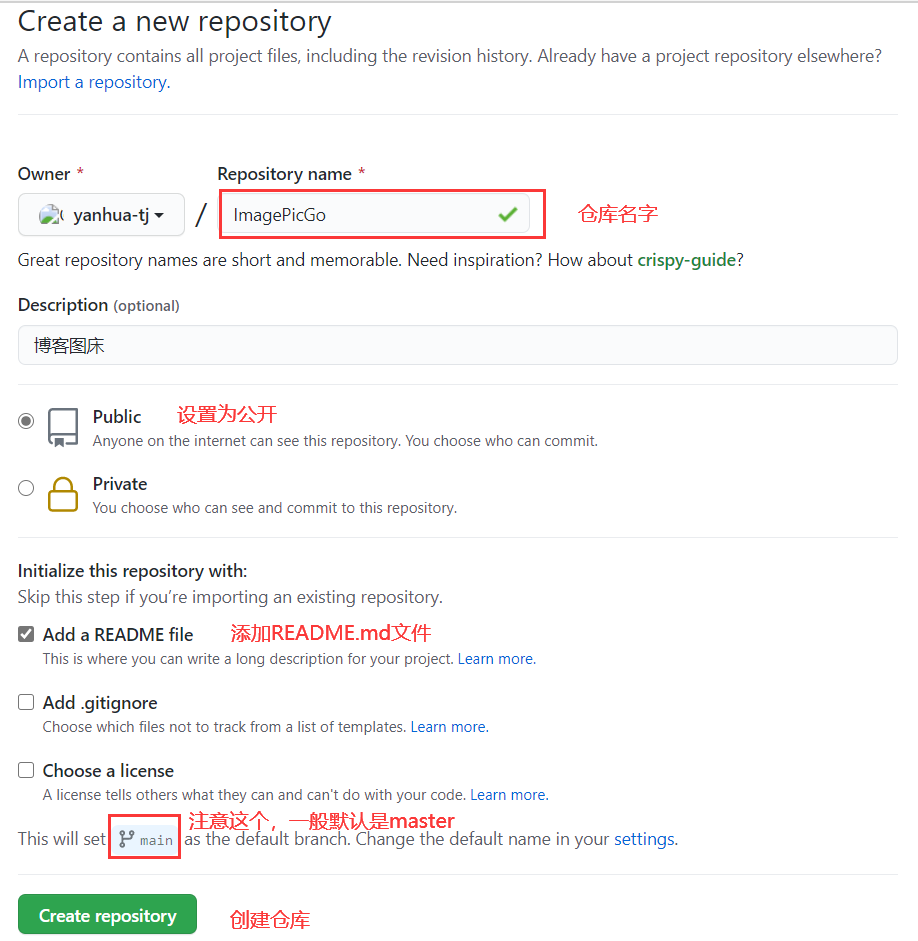 Create a new repository
A repository contains all project files, including the revision history. Already have a project repository elsewhere?
Import a repository.
Owner *
Repository name *
yanhua-tj
/
ImagePicGo
仓库名字
Great repository names are short and memorable. Need inspiration? How about crispy-guide?
Description (optional)
博客图床
Public
设置为公开
Anyone on the internet can see this repository. You choose who can commit.
Private
You choose who can see and commit to this repository.
Initialize this repository with:
Skip this step if you’re importing an existing repository.
Add a README file
添加README.md文件
This is where you can write a long description for your project. Learn more.
Add .gitignore
Choose which files not to track from a list of templates. Learn more.
Choose a license
A license tells others what they can and can't do with your code. Learn more.
注意这个，一般默认是master
This will set main as the default branch. Change the default name in your settings.
Create repository
创建仓库